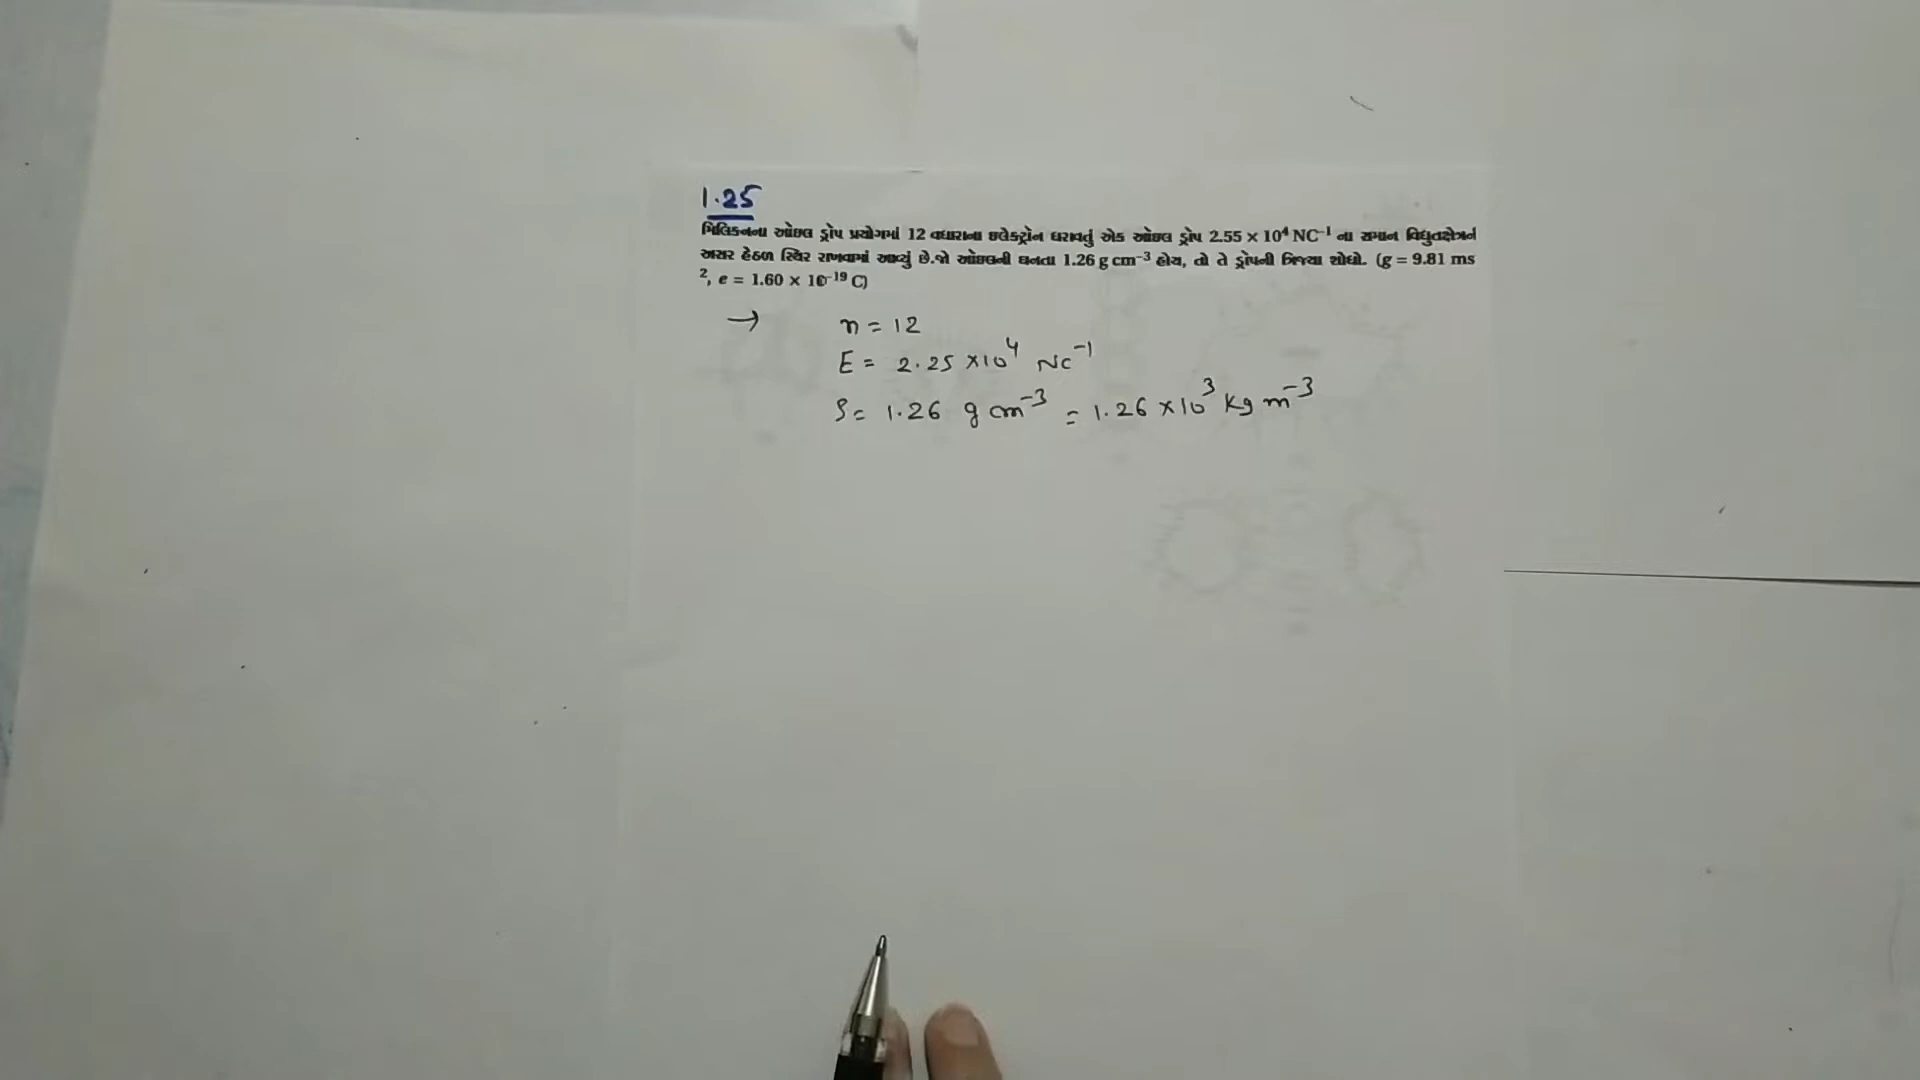 1.25
મિલિકનના ઑઇલ ડ્રોપ પ્રયોગમાં 12 વધારાના ઇલેક્ટ્રૉન ધરાવતું એક ઑઇલ ડ્રોપ 2.55 × 10⁴ NC⁻¹ ના સમાન વિદ્યુતક્ષેત્રની
અસર હેઠળ સ્થિર રાખવામાં આવ્યું છે.જો ઑઇલની ઘનતા 1.26 g cm⁻³ હોય, તો તે ડ્રોપની ત્રિજ્યા શોધો. (g = 9.81 ms
², e = 1.60 × 10⁻¹⁹ C)
→ n = 12
E = 2.25 ×10⁴ NC⁻¹
ρ = 1.26 g cm⁻³ = 1.26 ×10³ kg m⁻³